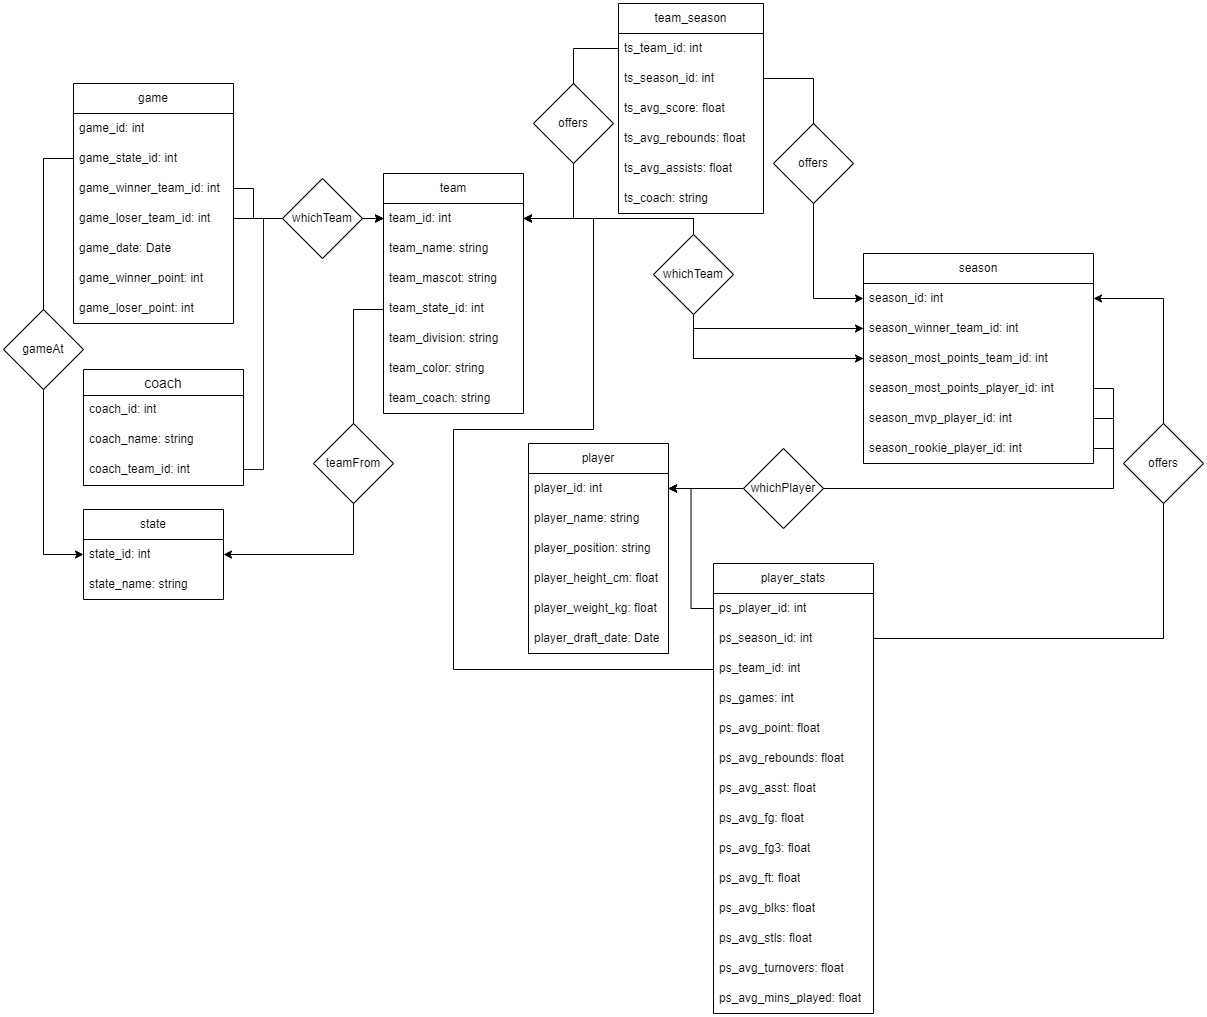 team_season
ts_team_id: int
ts_season_id: int
ts_avg_score: float
ts_avg_rebounds: float
ts_avg_assists: float
ts_coach: string
offers
offers
game
game_id: int
game_state_id: int
game_winner_team_id: int
game_loser_team_id: int
game_date: Date
game_winner_point: int
game_loser_point: int
whichTeam
team
team_id: int
team_name: string
team_mascot: string
team_state_id: int
team_division: string
team_color: string
team_coach: string
whichTeam
season
season_id: int
season_winner_team_id: int
season_most_points_team_id: int
season_most_points_player_id: int
season_mvp_player_id: int
season_rookie_player_id: int
gameAt
coach
coach_id: int
coach_name: string
coach_team_id: int
teamFrom
state
state_id: int
state_name: string
player
player_id: int
player_name: string
player_position: string
player_height_cm: float
player_weight_kg: float
player_draft_date: Date
whichPlayer
offers
player_stats
ps_player_id: int
ps_season_id: int
ps_team_id: int
ps_games: int
ps_avg_point: float
ps_avg_rebounds: float
ps_avg_asst: float
ps_avg_fg: float
ps_avg_fg3: float
ps_avg_ft: float
ps_avg_blks: float
ps_avg_stls: float
ps_avg_turnovers: float
ps_avg_mins_played: float